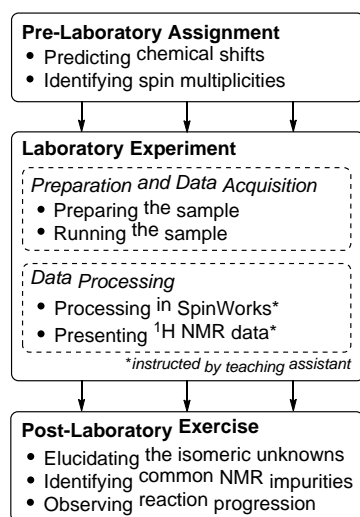 Pre-Laboratory Assignment
• Predicting chemical shifts
• Identifying spin multiplicities
Laboratory Experiment
Preparation and Data Acquisition
• Preparing the sample
• Running the sample
Data Processing
• Processing in SpinWorks*
• Presenting ¹H NMR data*
*instructed by teaching assistant
Post-Laboratory Exercise
• Elucidating the isomeric unknowns
• Identifying common NMR impurities
• Observing reaction progression